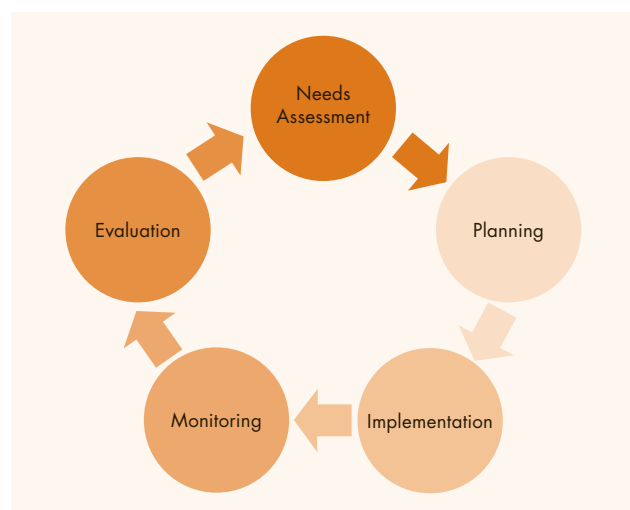 Needs
Assessment
Planning
Implementation
Monitoring
Evaluation